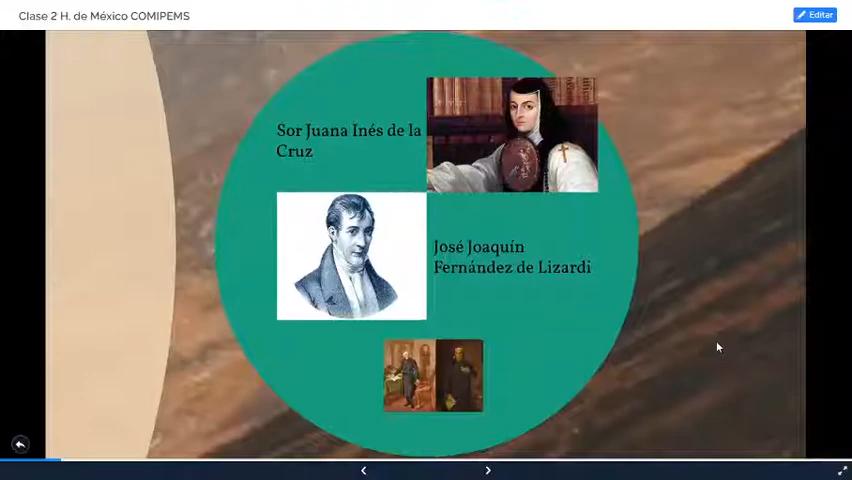 Clase 2 H. de México COMIPEMS
Editar
Sor Juana Inés de la
Cruz
José Joaquín
Fernández de Lizardi